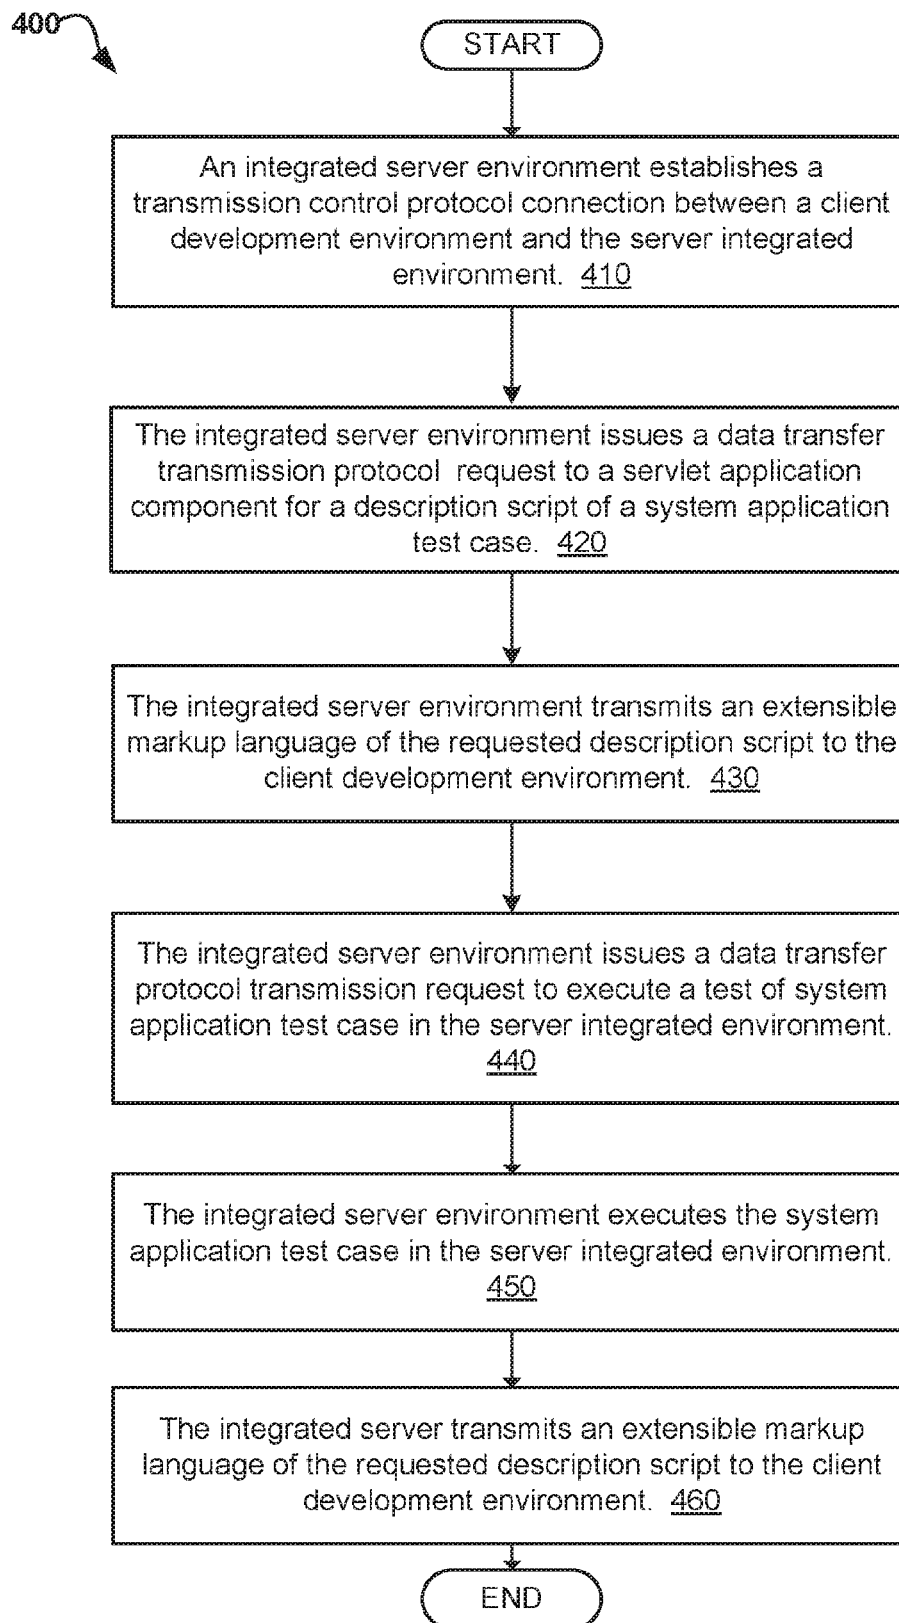 400
START
An integrated server environment establishes a
transmission control protocol connection between a client
development environment and the server integrated
environment. 410
The integrated server environment issues a data transfer
transmission protocol request to a servlet application
component for a description script of a system application
test case. 420
The integrated server environment transmits an extensible
markup language of the requested description script to the
client development environment. 430
The integrated server environment issues a data transfer
protocol transmission request to execute a test of system
application test case in the server integrated environment.
440
The integrated server environment executes the system
application test case in the server integrated environment.
450
The integrated server transmits an extensible markup
language of the requested description script to the client
development environment. 460
END